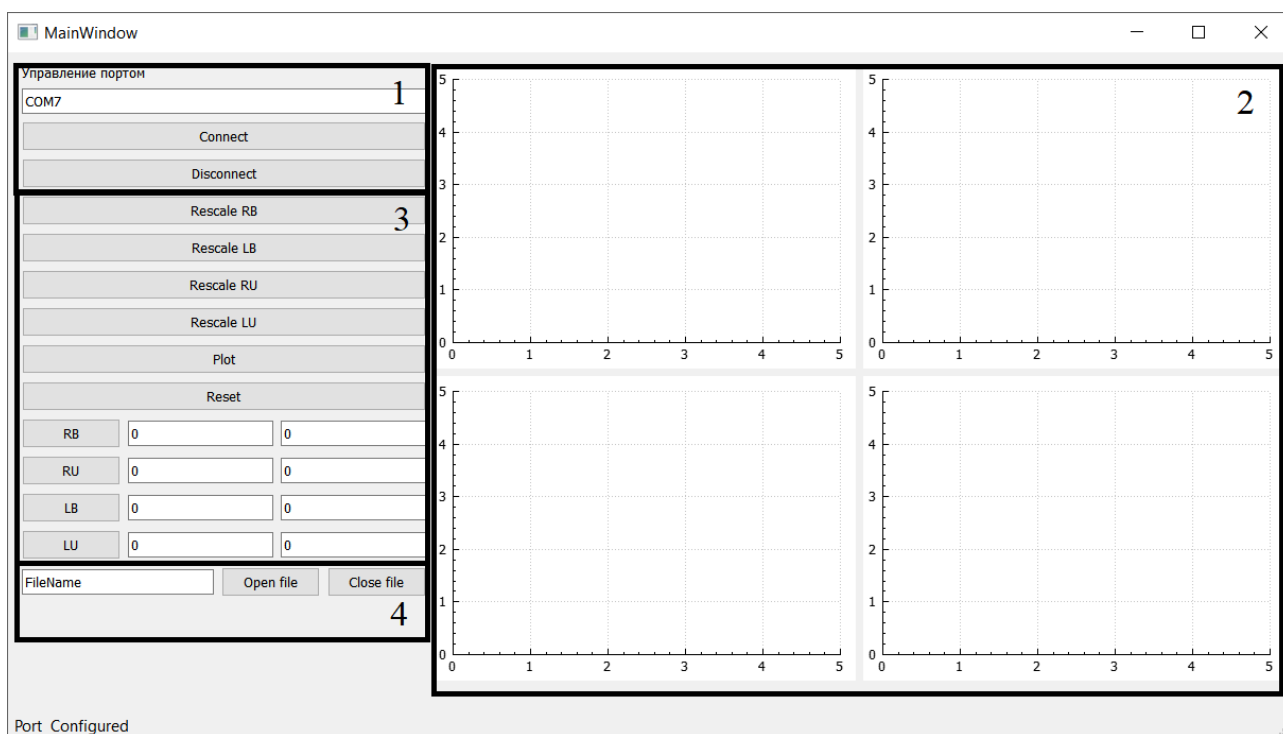 MainWindow
Управление портом
1
COM7
Connect
Disconnect
3
Rescale RB
Rescale LB
Rescale RU
Rescale LU
Plot
Reset
RB 0 0
RU 0 0
LB 0 0
LU 0 0
FileName Open file Close file
4
2
5
4
3
2
1
0
0 1 2 3 4 5
5
4
3
2
1
0
0 1 2 3 4 5
5
4
3
2
1
0
0 1 2 3 4 5
5
4
3
2
1
0
0 1 2 3 4 5
Port Configured